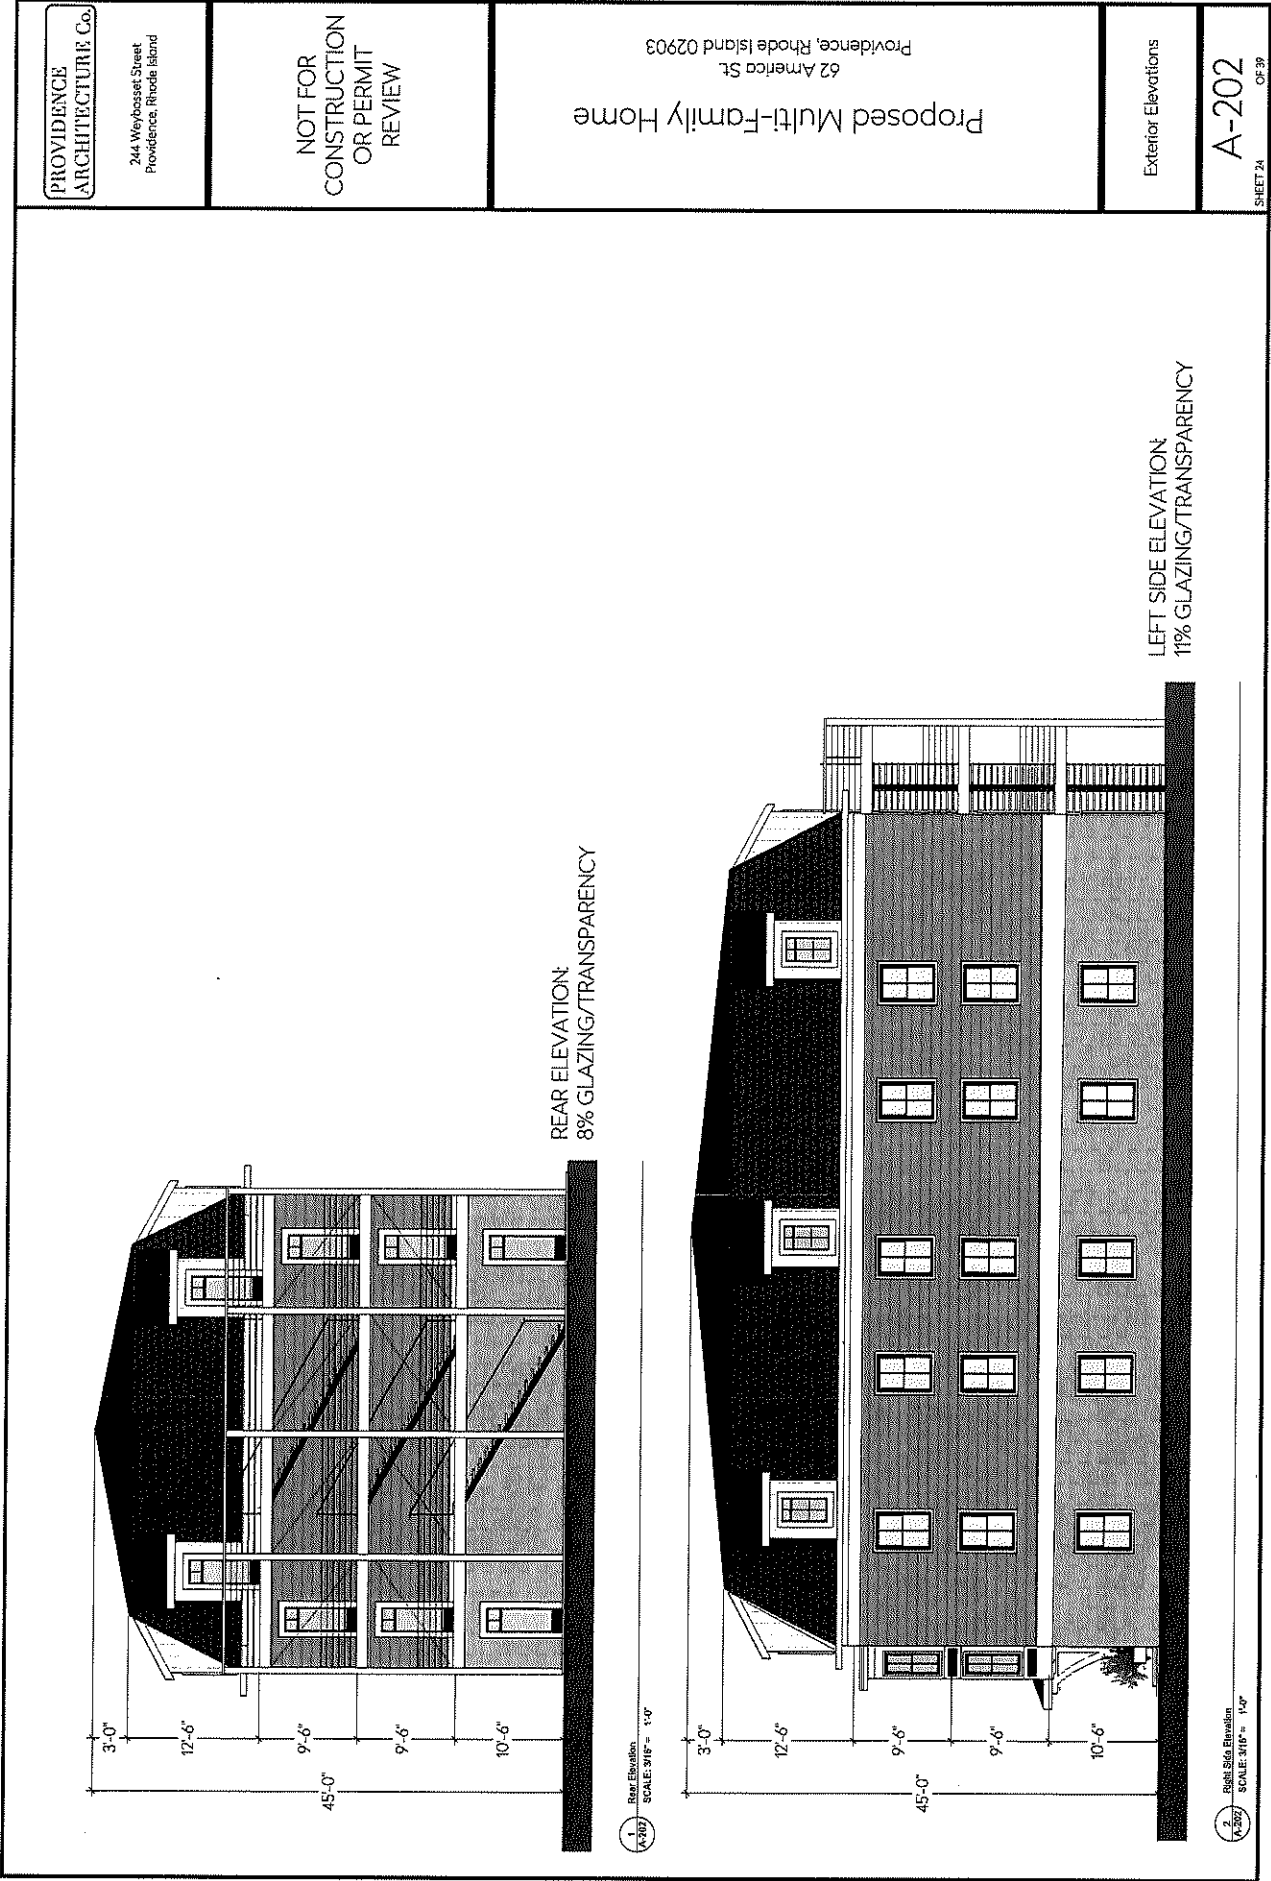 PROVIDENCE
ARCHITECTURE Co.
244 Weybosset Street
Providence, Rhode Island
NOT FOR
CONSTRUCTION
OR PERMIT
REVIEW
Proposed Multi-Family Home
62 America St.
Providence, Rhode Island 02903
Exterior Elevations
A-202
SHEET 24 OF 39
3'-0"
12'-6"
9'-6"
9'-6"
10'-6"
45'-0"
REAR ELEVATION:
8% GLAZING/TRANSPARENCY
1
A-202
Rear Elevation
SCALE: 3/16" = 1'-0"
3'-0"
12'-6"
9'-6"
9'-6"
10'-6"
45'-0"
LEFT SIDE ELEVATION:
11% GLAZING/TRANSPARENCY
2
A-202
Right Side Elevation
SCALE: 3/16" = 1'-0"